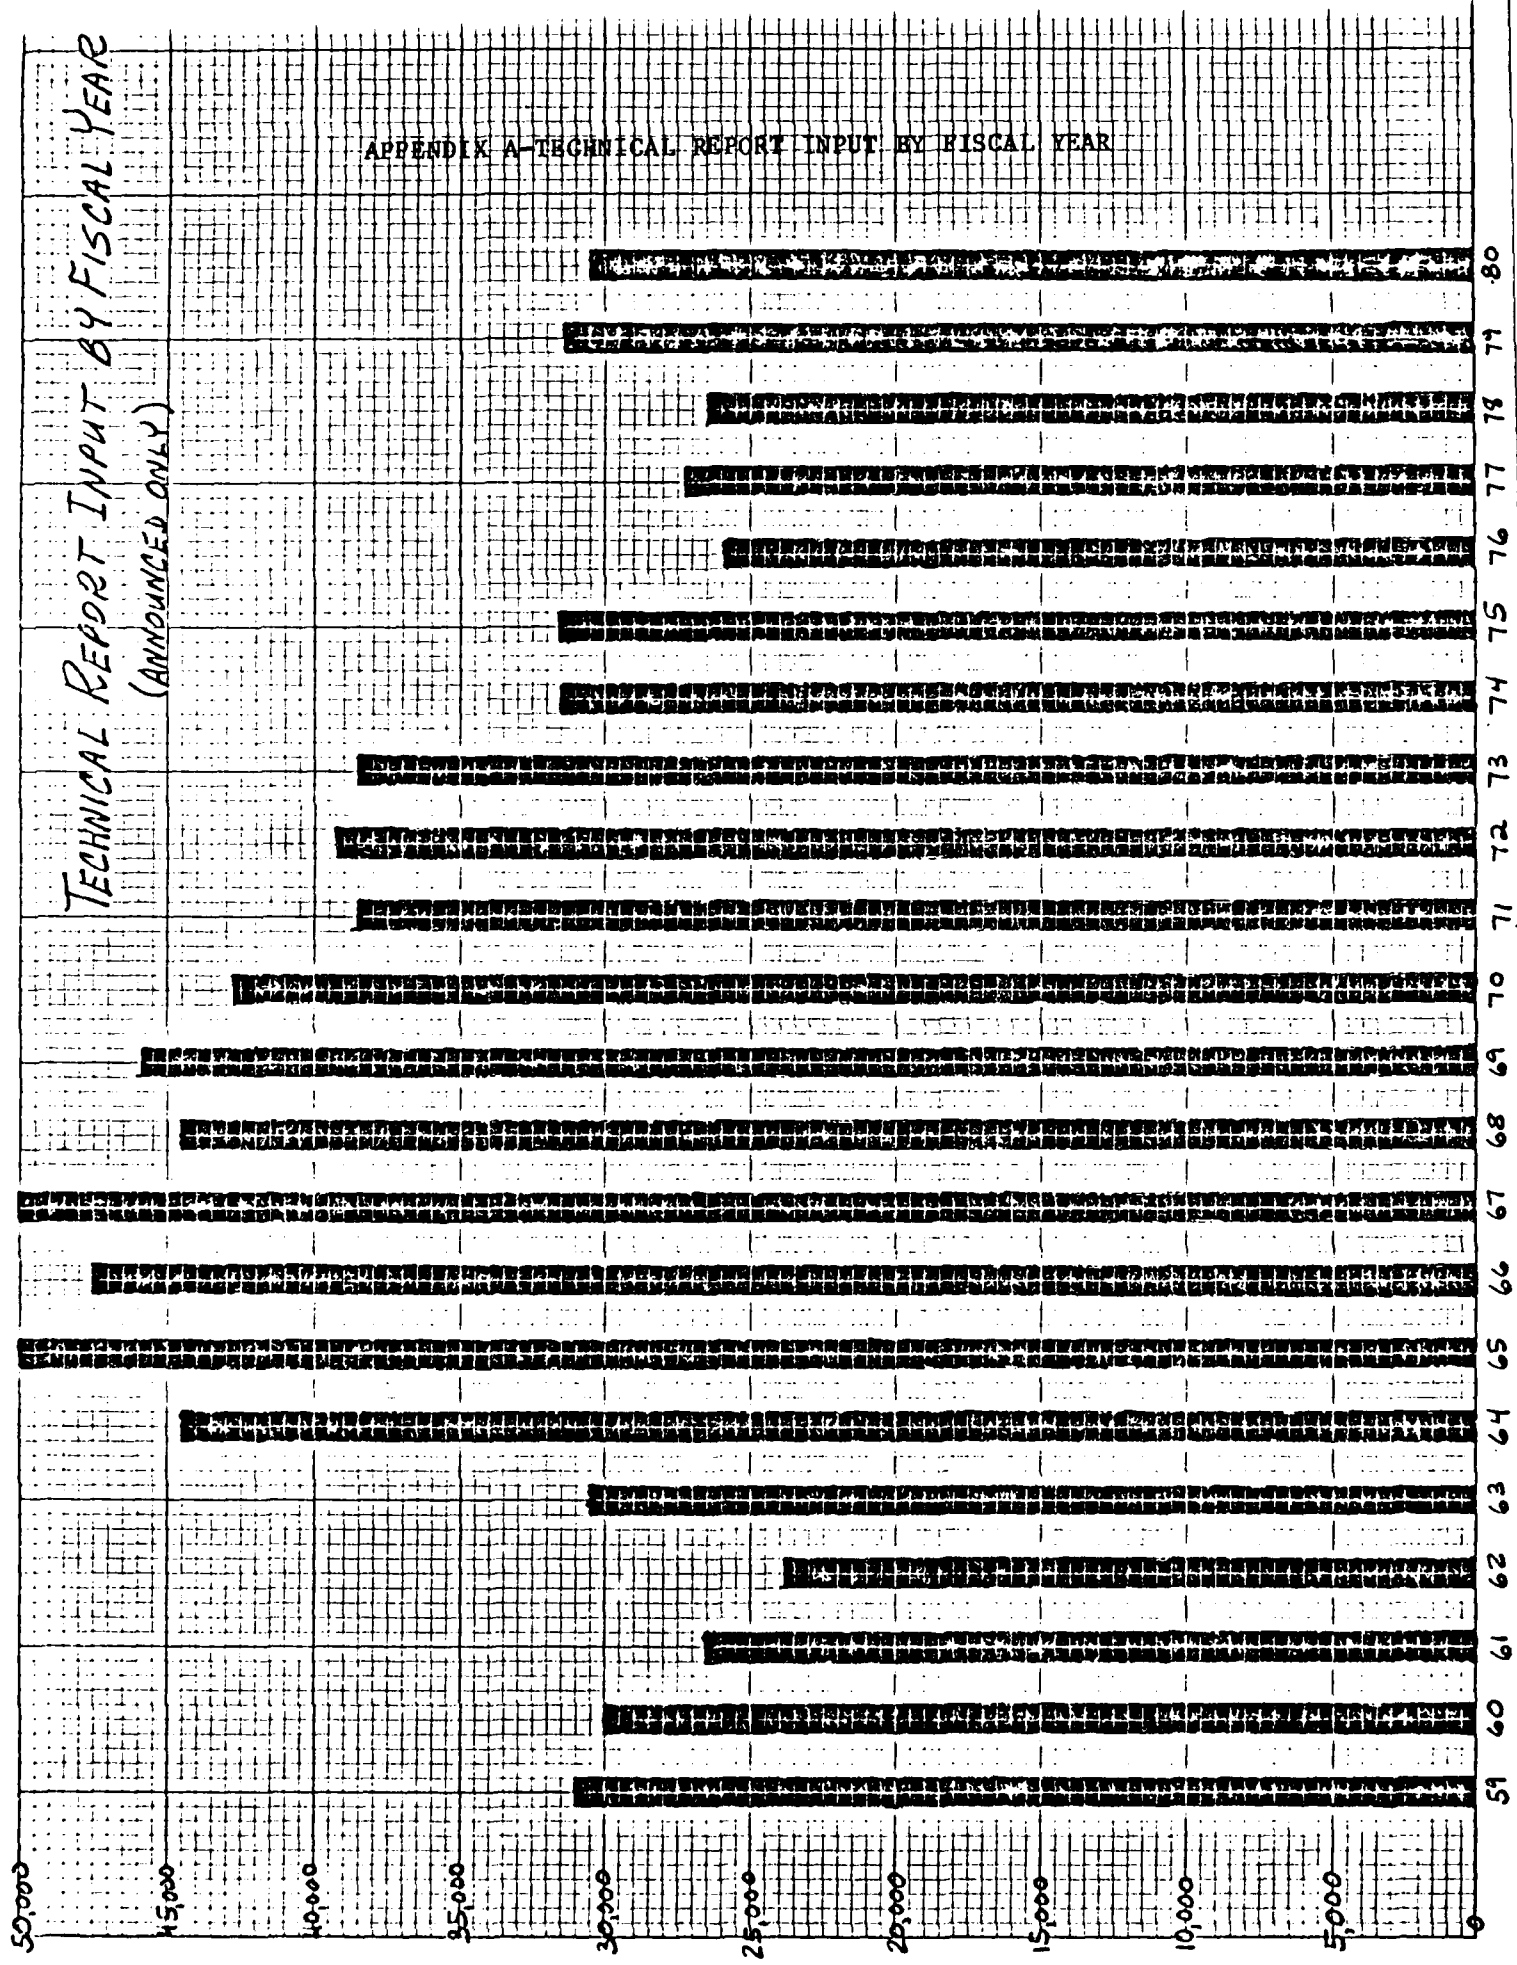 APPENDIX A-TECHNICAL REPORT INPUT BY FISCAL YEAR
TECHNICAL REPORT INPUT BY FISCAL YEAR
(ANNOUNCED ONLY)
50,000
45,000
40,000
35,000
30,000
25,000
20,000
15,000
10,000
5,000
0
59 60 61 62 63 64 65 66 67 68 69 70 71 72 73 74 75 76 77 78 79 80